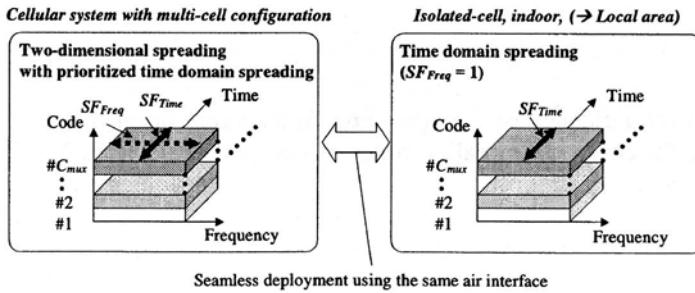 Cellular system with multi-cell configuration
Two-dimensional spreading
with prioritized time domain spreading
SF_Freq
SF_Time
Time
Code
#C_mux
#2
#1
Frequency
Isolated-cell, indoor, (→ Local area)
Time domain spreading
(SF_Freq = 1)
SF_Time
Time
Code
#C_mux
#2
#1
Frequency
Seamless deployment using the same air interface